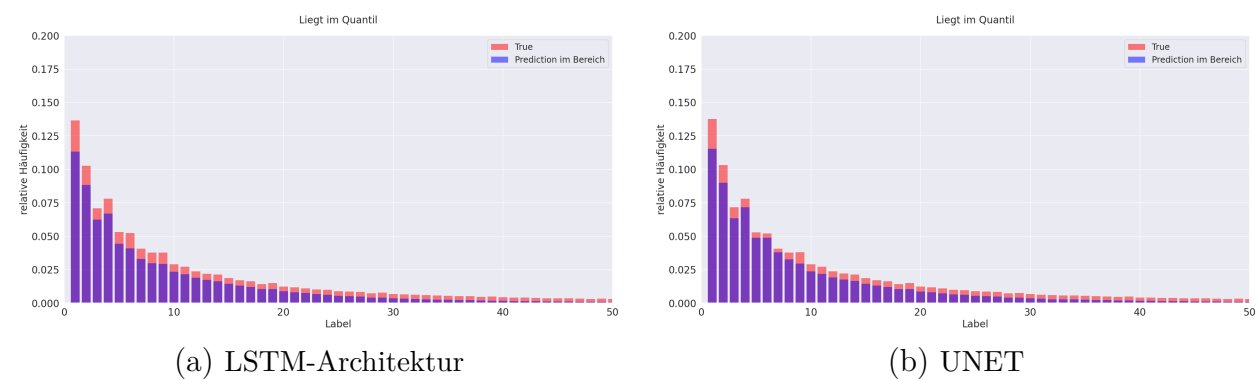 Liegt im Quantil
0.200
0.175
0.150
0.125
0.100
0.075
0.050
0.025
0.000
relative Häufigkeit
True
Prediction im Bereich
0 10 20 30 40 50
Label
(a) LSTM-Architektur
Liegt im Quantil
0.200
0.175
0.150
0.125
0.100
0.075
0.050
0.025
0.000
relative Häufigkeit
True
Prediction im Bereich
0 10 20 30 40 50
Label
(b) UNET